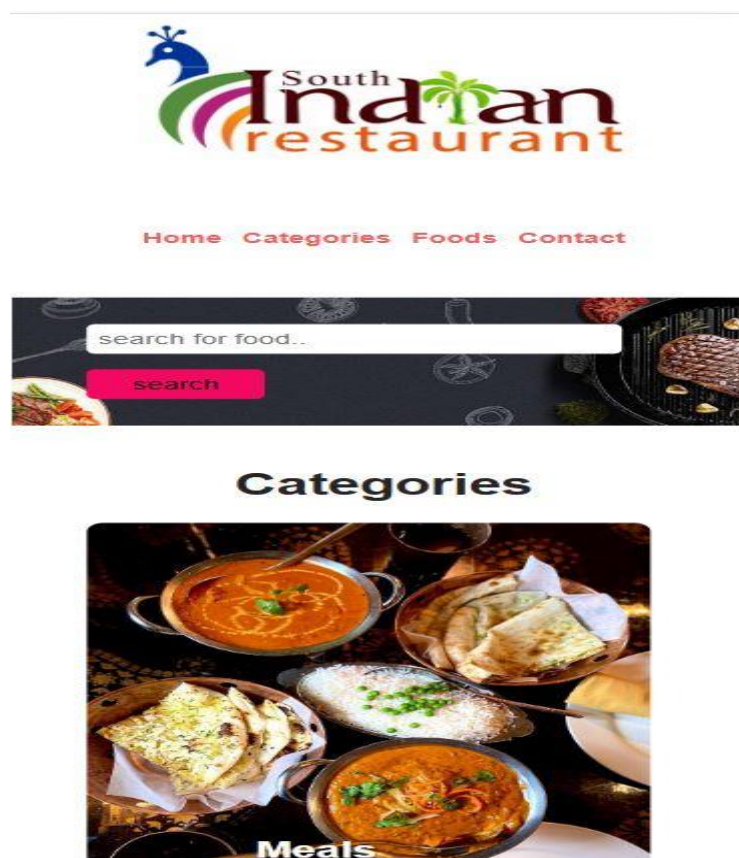 South
Indian
restaurant
Home Categories Foods Contact
search for food..
search
Categories
Meals